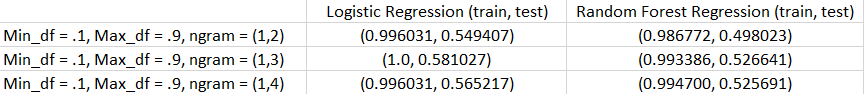 Logistic Regression (train, test) Random Forest Regression (train, test)
Min_df = .1, Max_df = .9, ngram = (1,2) (0.996031, 0.549407) (0.986772, 0.498023)
Min_df = .1, Max_df = .9, ngram = (1,3) (1.0, 0.581027) (0.993386, 0.526641)
Min_df = .1, Max_df = .9, ngram = (1,4) (0.996031, 0.565217) (0.994700, 0.525691)